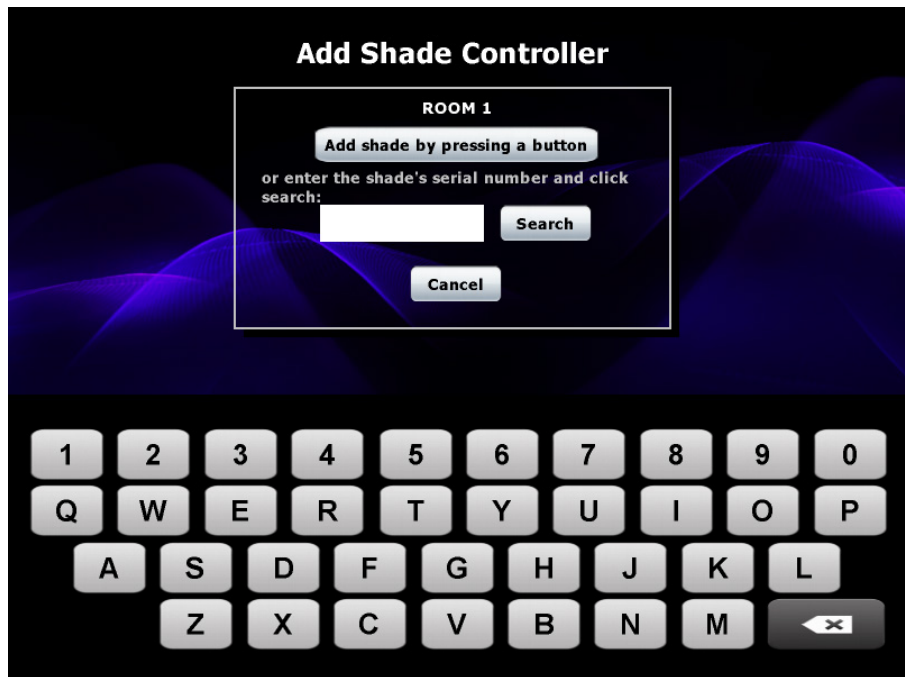 Add Shade Controller
ROOM 1
Add shade by pressing a button
or enter the shade's serial number and click
search:
Search
Cancel
1 2 3 4 5 6 7 8 9 0
Q W E R T Y U I O P
A S D F G H J K L
Z X C V B N M